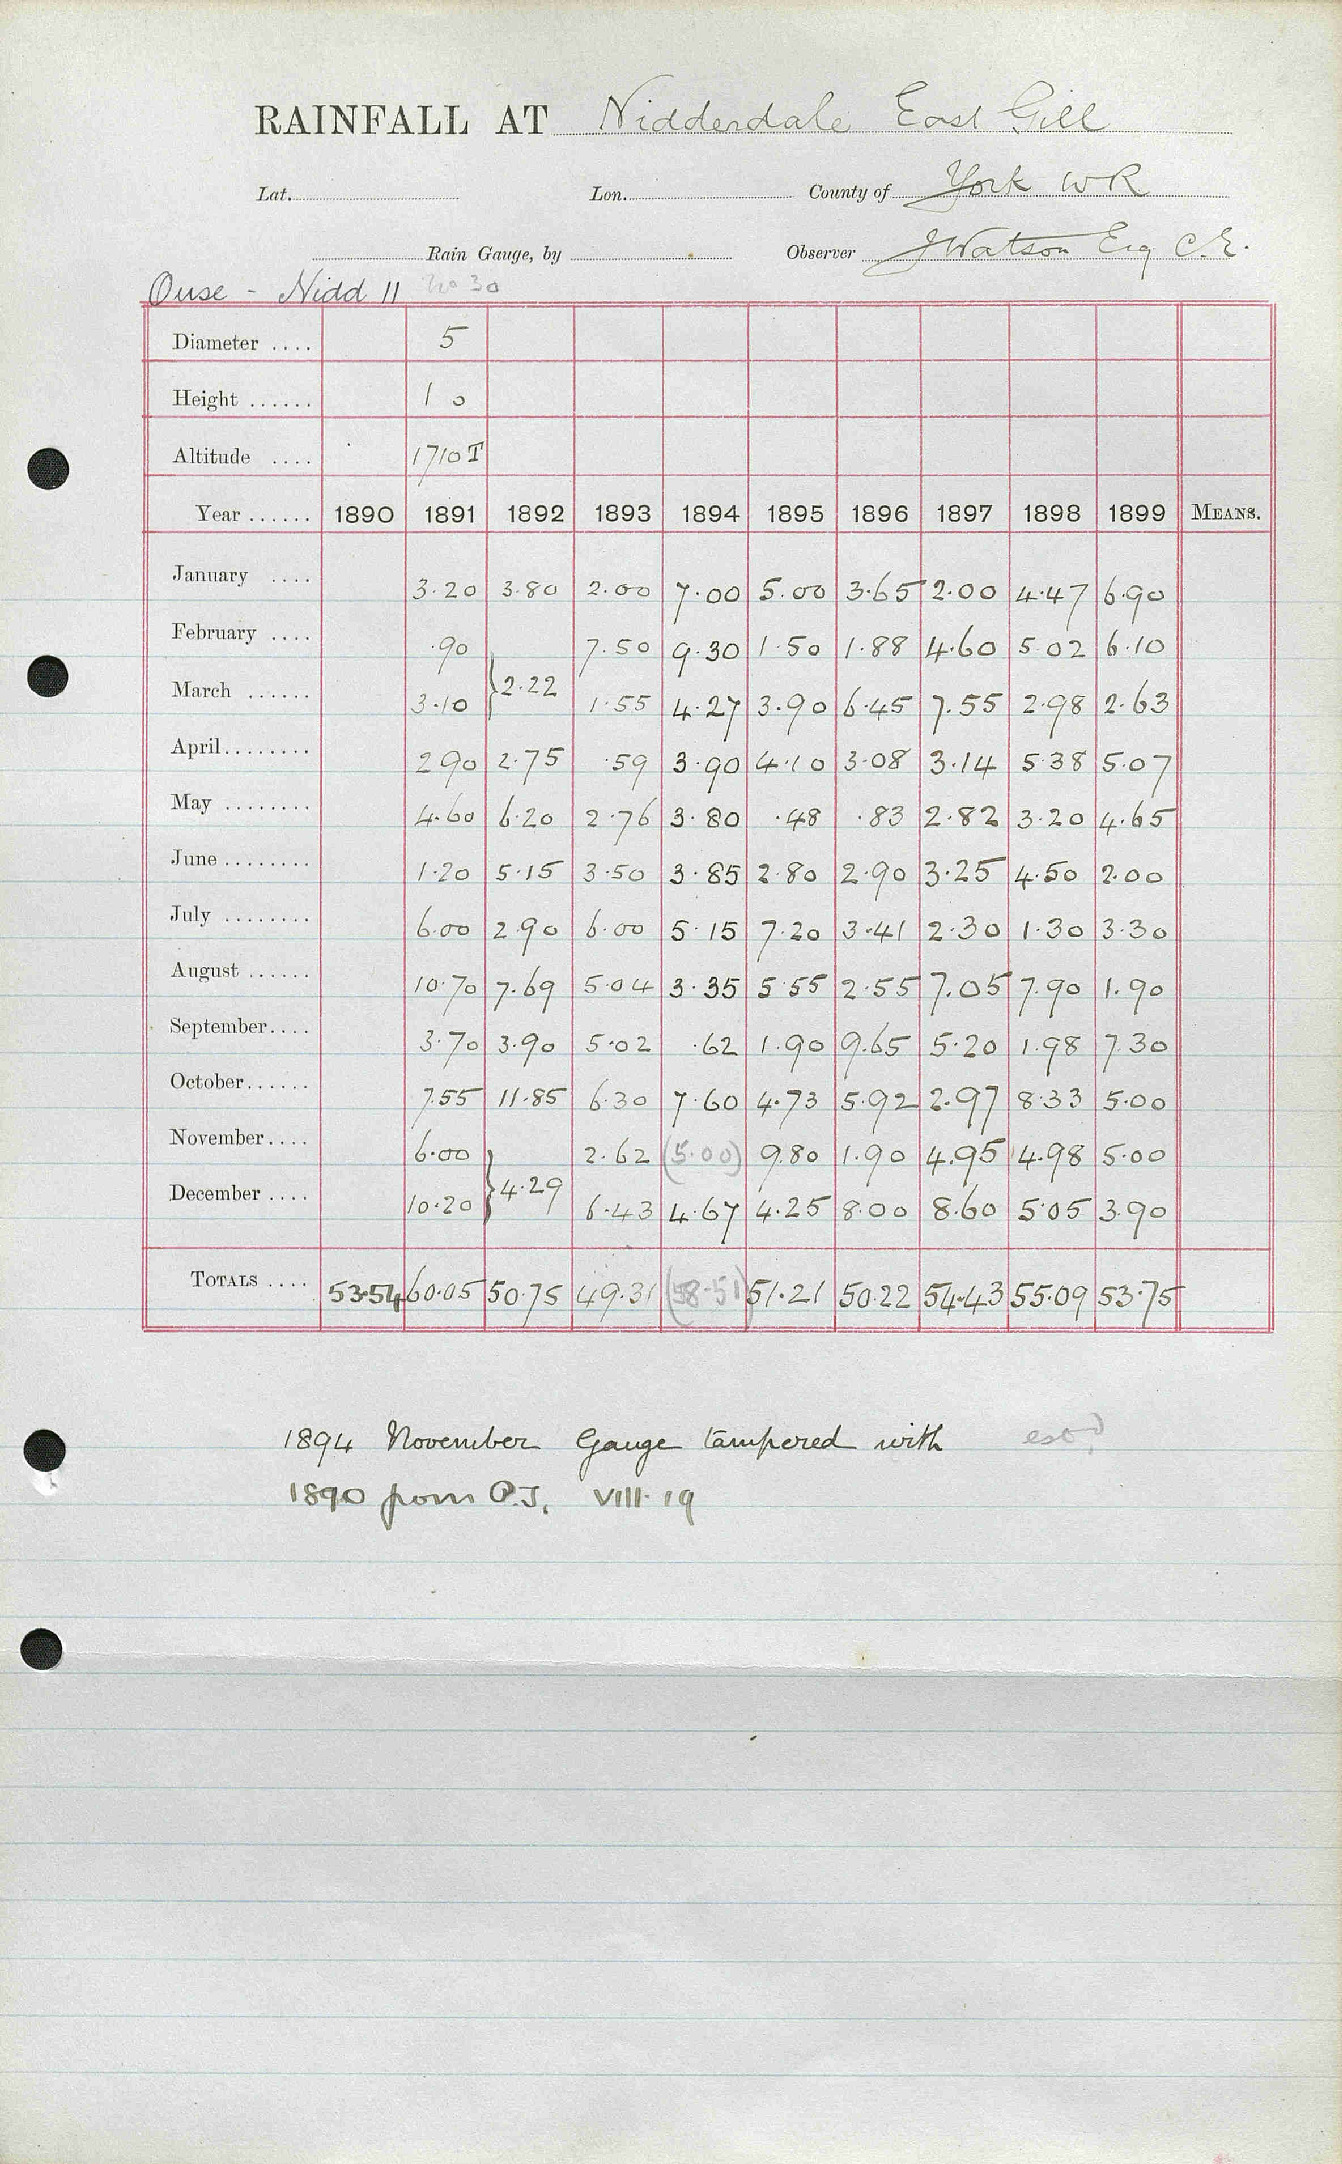 RAINFALL AT Nidderdale East Gill
Lat. Lon. County of York W R
Rain Gauge, by Observer J Watson Esq C.E.
Ouse - Nidd II No 30
Diameter .... 5
Height ...... 1 0
Altitude .... 1710 T
Year ...... 1890 1891 1892 1893 1894 1895 1896 1897 1898 1899 MEANS.
January .... 3.20 3.80 2.00 7.00 5.00 3.65 2.00 4.47 6.90
February .... .90 7.50 9.30 1.50 1.88 4.60 5.02 6.10
March ...... 3.10 }2.22 1.55 4.27 3.90 6.45 7.55 2.98 2.63
April........ 2.90 2.75 .59 3.90 4.10 3.08 3.14 5.38 5.07
May ........ 4.60 6.20 2.76 3.80 .48 .83 2.82 3.20 4.65
June ........ 1.20 5.15 3.50 3.85 2.80 2.90 3.25 4.50 2.00
July ........ 6.00 2.90 6.00 5.15 7.20 3.41 2.30 1.30 3.30
August ...... 10.70 7.69 5.04 3.35 5.55 2.55 7.05 7.90 1.90
September.... 3.70 3.90 5.02 .62 1.90 9.65 5.20 1.98 7.30
October...... 7.55 11.85 6.30 7.60 4.73 5.92 2.97 8.33 5.00
November.... 6.00 2.62 (5.00) 9.80 1.90 4.95 4.98 5.00
December .... 10.20 }4.29 6.43 4.67 4.25 8.00 8.60 5.05 3.90
TOTALS .... 53.54 60.05 50.75 49.31 (58.51) 51.21 50.22 54.43 55.09 53.75
1894 November Gauge tampered with est?
1890 from P.J. VIII. 19